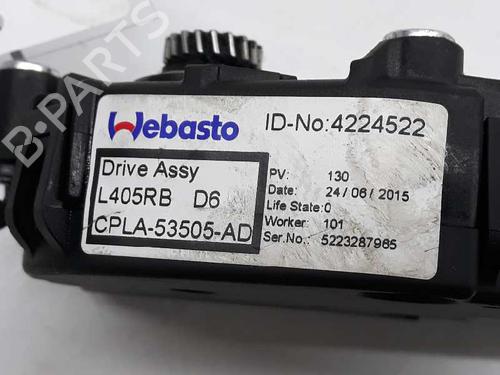 B-PARTS
Webasto
ID-No:4224522
Drive Assy
L405RB D6
CPLA-53505-AD
PV: 130
Date: 24/06/2015
Life State:0
Worker: 101
Ser.No.: 5223287965